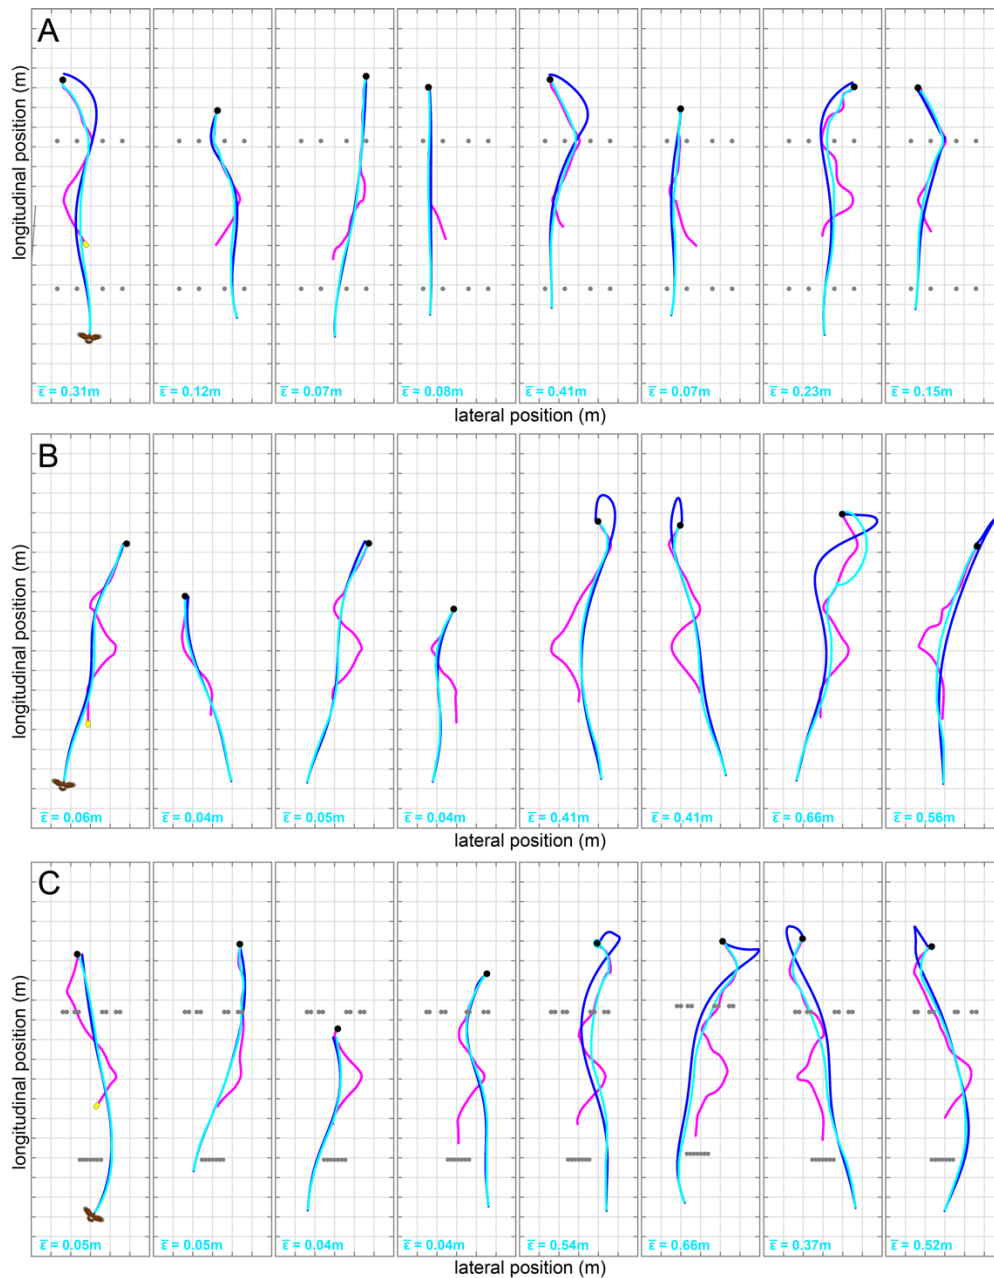 A
longitudinal position (m)
ε̅ = 0.31m
ε̅ = 0.12m
ε̅ = 0.07m
ε̅ = 0.08m
ε̅ = 0.41m
ε̅ = 0.07m
ε̅ = 0.23m
ε̅ = 0.15m
lateral position (m)
B
longitudinal position (m)
ε̅ = 0.06m
ε̅ = 0.04m
ε̅ = 0.05m
ε̅ = 0.04m
ε̅ = 0.41m
ε̅ = 0.41m
ε̅ = 0.66m
ε̅ = 0.56m
lateral position (m)
C
longitudinal position (m)
ε̅ = 0.05m
ε̅ = 0.05m
ε̅ = 0.04m
ε̅ = 0.04m
ε̅ = 0.54m
ε̅ = 0.66m
ε̅ = 0.37m
ε̅ = 0.52m
lateral position (m)